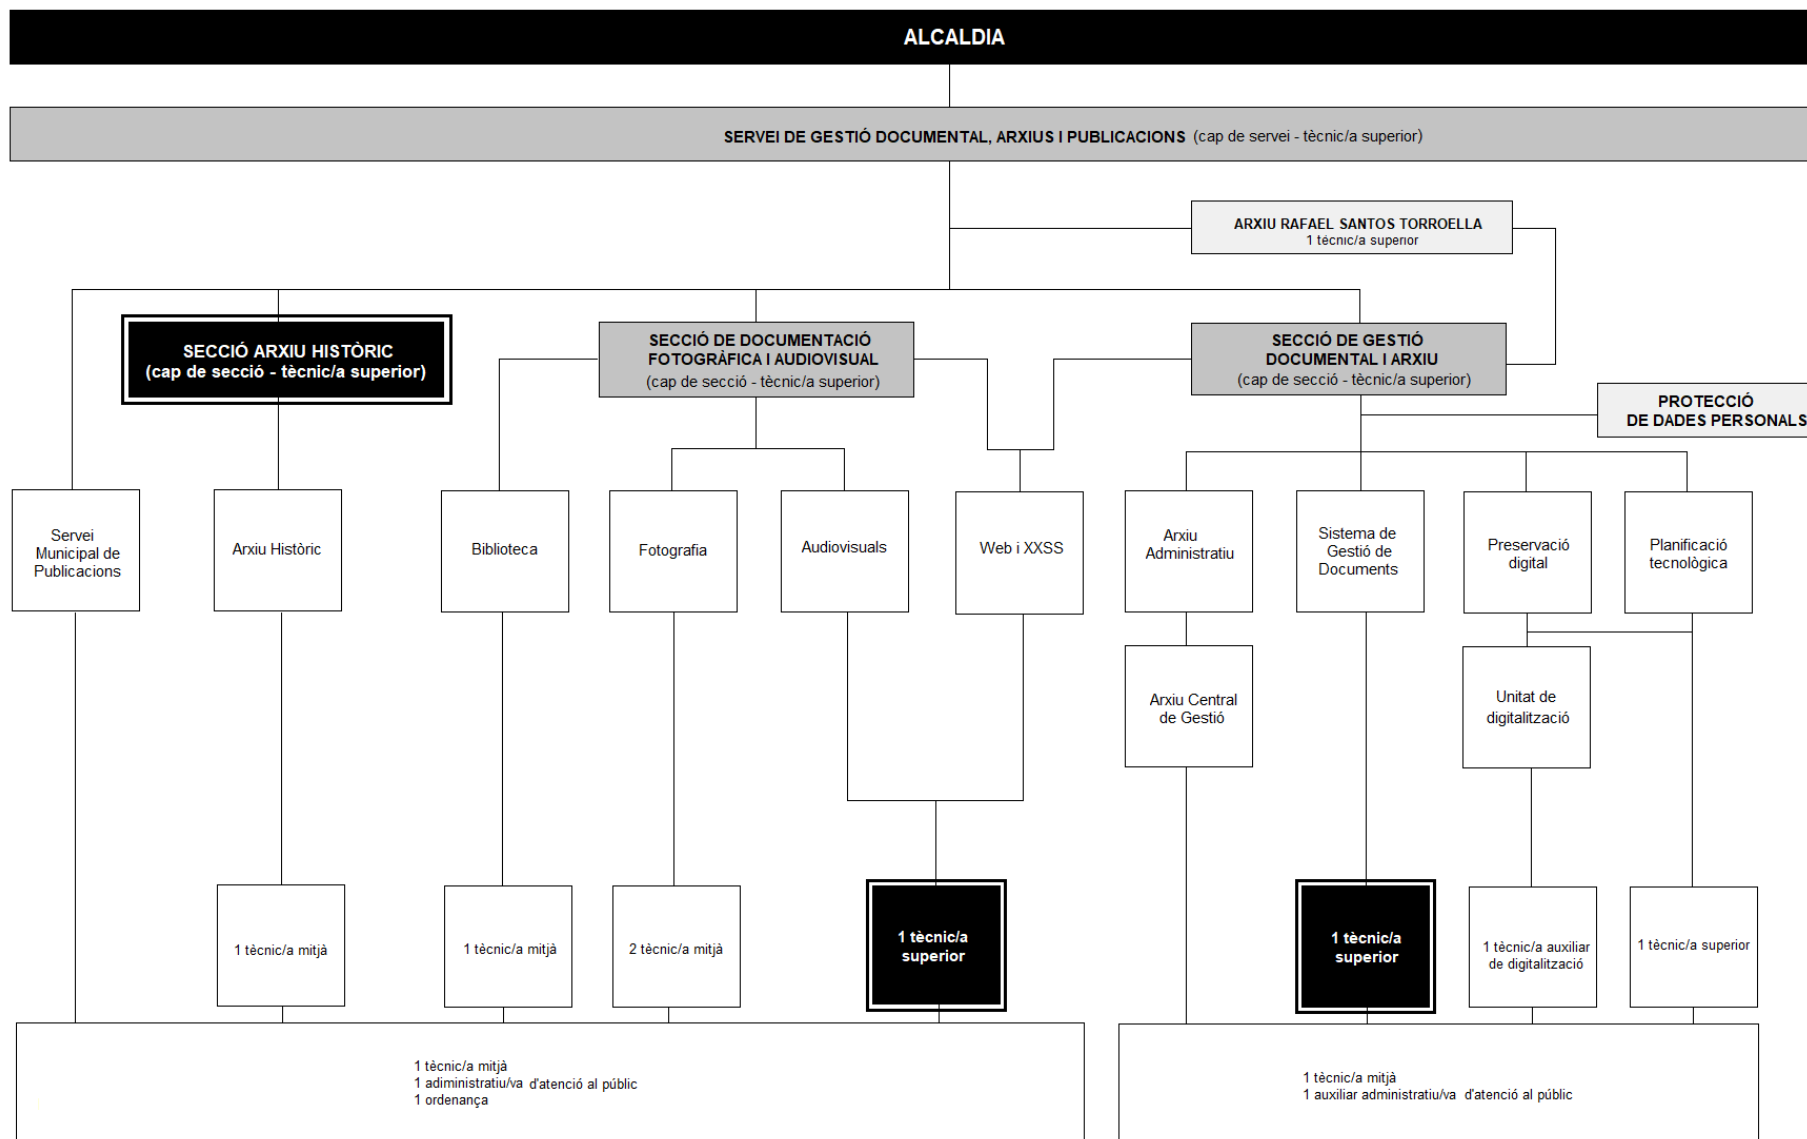 ALCALDIA
SERVEI DE GESTIÓ DOCUMENTAL, ARXIUS I PUBLICACIONS (cap de servei - tècnic/a superior)
ARXIU RAFAEL SANTOS TORROELLA
1 tècnic/a superior
SECCIÓ ARXIU HISTÒRIC
(cap de secció - tècnic/a superior)
SECCIÓ DE DOCUMENTACIÓ
FOTOGRÀFICA I AUDIOVISUAL
(cap de secció - tècnic/a superior)
SECCIÓ DE GESTIÓ
DOCUMENTAL I ARXIU
(cap de secció - tècnic/a superior)
PROTECCIÓ
DE DADES PERSONALS
Servei
Municipal de
Publicacions
Arxiu Històric
Biblioteca
Fotografia
Audiovisuals
Web i XXSS
Arxiu
Administratiu
Sistema de
Gestió de
Documents
Preservació
digital
Planificació
tecnològica
Arxiu Central
de Gestió
Unitat de
digitalització
1 tècnic/a mitjà
1 tècnic/a mitjà
2 tècnic/a mitjà
1 tècnic/a
superior
1 tècnic/a
superior
1 tècnic/a auxiliar
de digitalització
1 tècnic/a superior
1 tècnic/a mitjà
1 adiministratiu/va d'atenció al públic
1 ordenança
1 tècnic/a mitjà
1 auxiliar administratiu/va d'atenció al públic